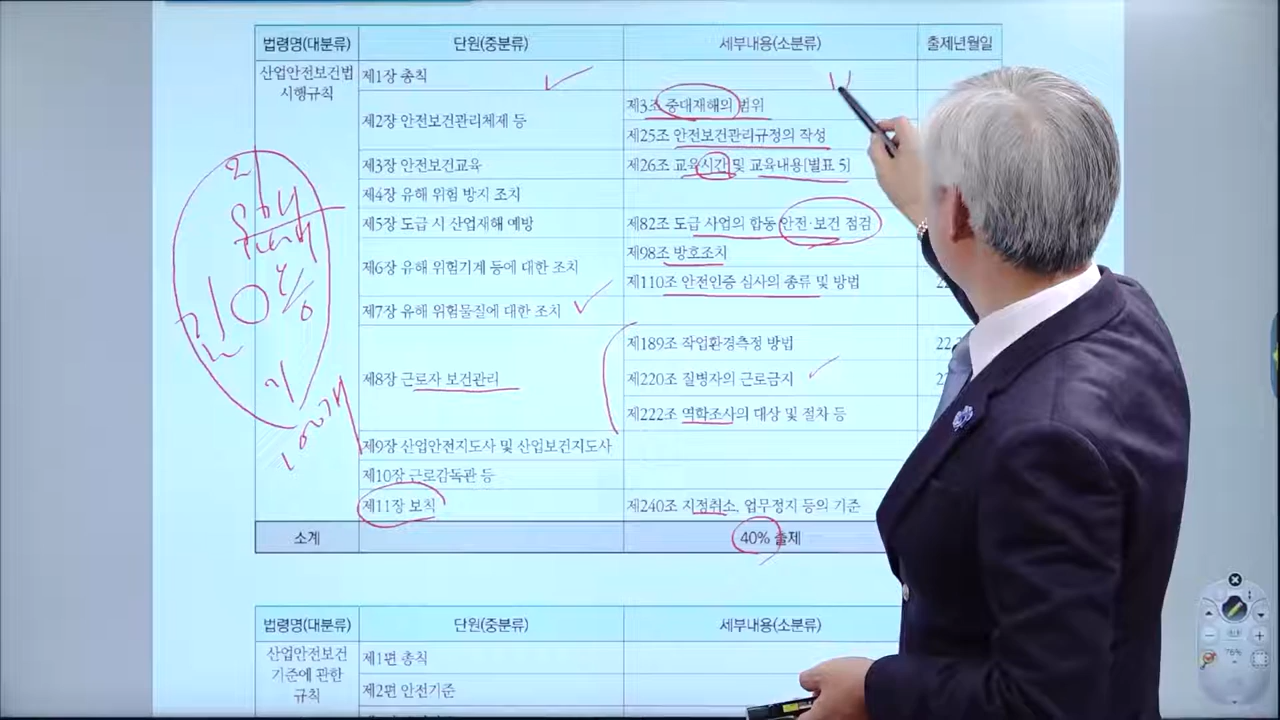 법령명(대분류) 단원(중분류) 세부내용(소분류) 출제년월일
산업안전보건법 시행규칙 제1장 총칙
제2장 안전보건관리체재 등 제3조 중대재해의 범위
제25조 안전보건관리규정의 작성
제3장 안전보건교육 제26조 교육시간 및 교육내용[별표 5]
제4장 유해 위험 방지 조치
제5장 도급 시 산업재해 예방 제82조 도급 사업의 합동 안전·보건 점검
제6장 유해 위험기계 등에 대한 조치 제98조 방호조치
제110조 안전인증 심사의 종류 및 방법
제7장 유해 위험물질에 대한 조치
제8장 근로자 보건관리 제189조 작업환경측정 방법
제220조 질병자의 근로금지
제222조 역학조사의 대상 및 절차 등
제9장 산업안전지도사 및 산업보건지도사
제10장 근로감독관 등
제11장 보칙 제240조 지정취소, 업무정지 등의 기준
소계 40% 출제
법령명(대분류) 단원(중분류) 세부내용(소분류)
산업안전보건 기준에 관한 규칙 제1편 총칙
제2편 안전기준